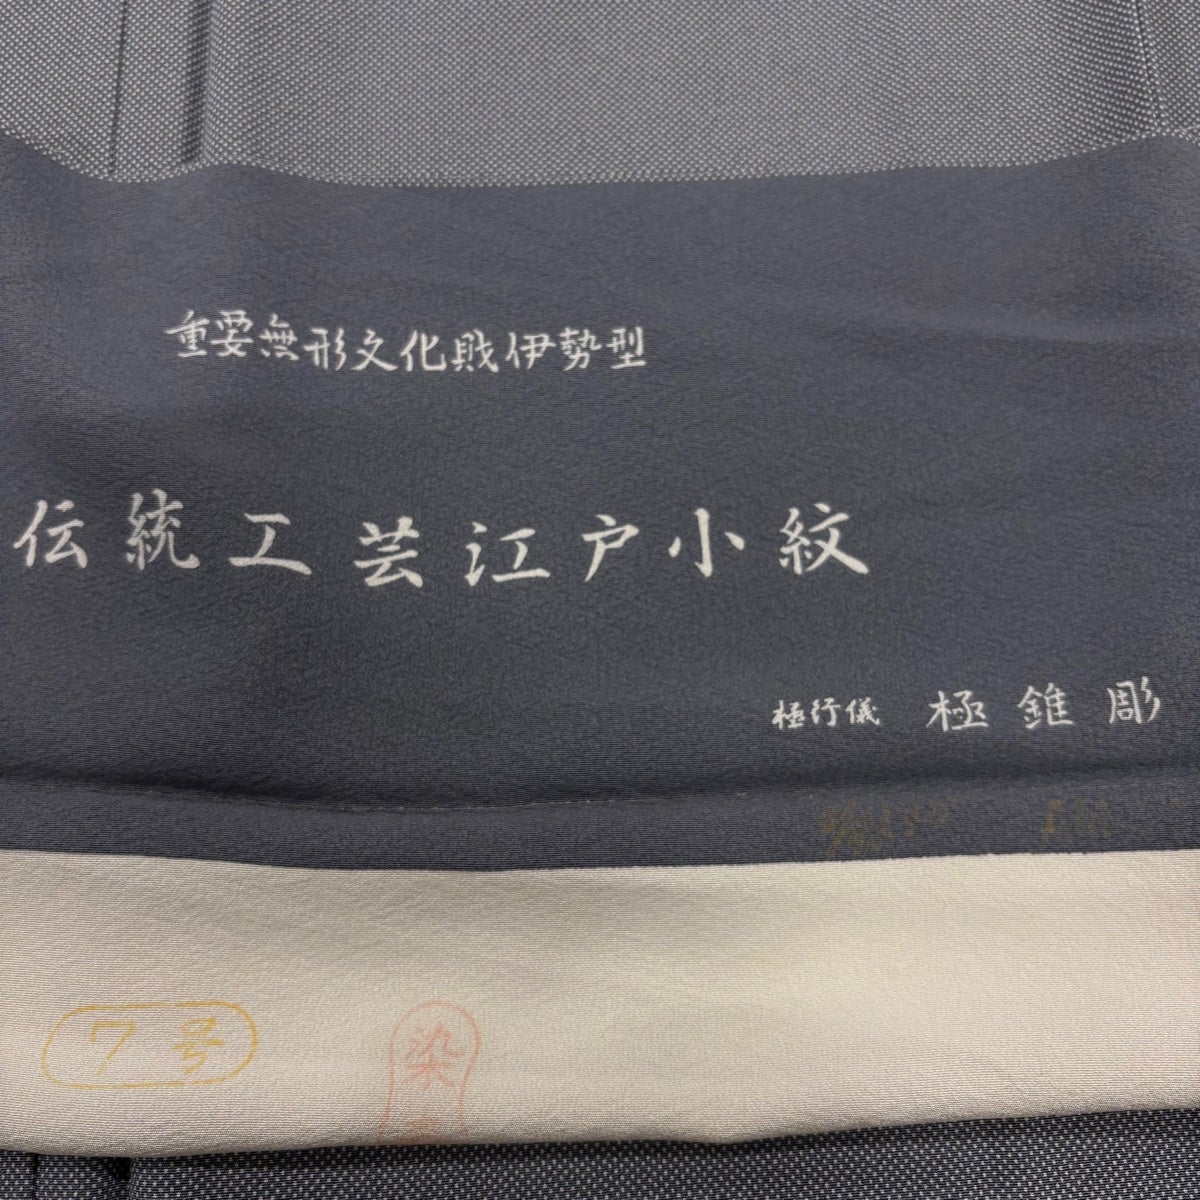 重要無形文化財伊勢型
伝統工芸江戸小紋
極行儀 極錐彫
7号
染